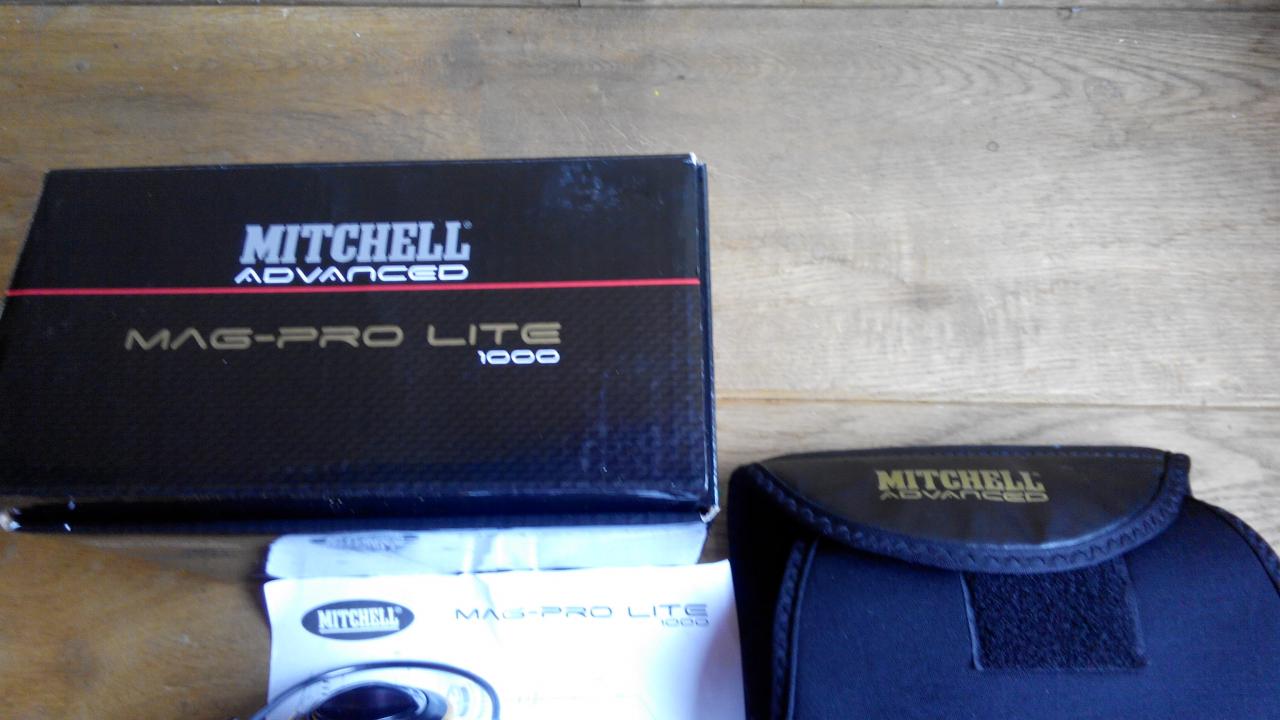 MITCHELL
ADVANCED
MAG-PRO LITE
1000
MITCHELL
ADVANCED
MITCHELL
MAG-PRO LITE
1000